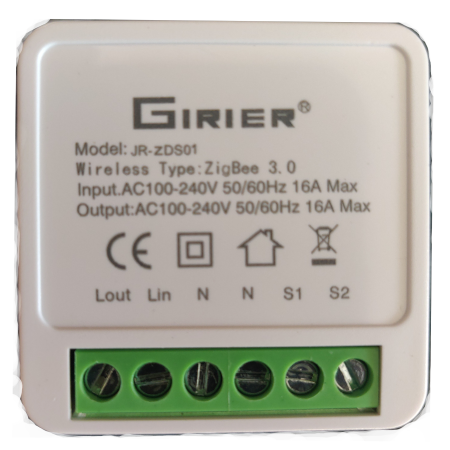 GIRIER®
Model: JR-ZDS01
Wireless Type:ZigBee 3.0
Input.AC100-240V 50/60Hz 16A Max
Output:AC100-240V 50/60Hz 16A Max
CE
Lout Lin N N S1 S2